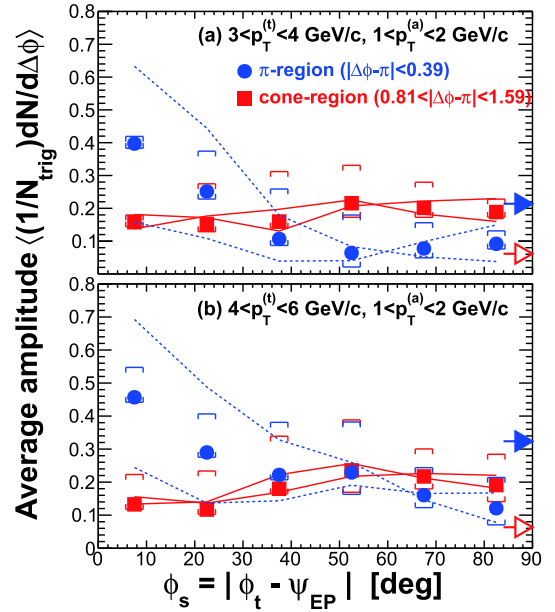 Average amplitude ⟨(1/N_trig)dN/dΔϕ⟩
0.8
0.7
0.6
0.5
0.4
0.3
0.2
0.1
(a) 3<p_T^(t)<4 GeV/c, 1<p_T^(a)<2 GeV/c
π-region (|Δϕ-π|<0.39)
cone-region (0.81<|Δϕ-π|<1.59)
0.8
0.7
0.6
0.5
0.4
0.3
0.2
0.1
0
(b) 4<p_T^(t)<6 GeV/c, 1<p_T^(a)<2 GeV/c
0 10 20 30 40 50 60 70 80 90
ϕ_s = | ϕ_t - ψ_EP | [deg]